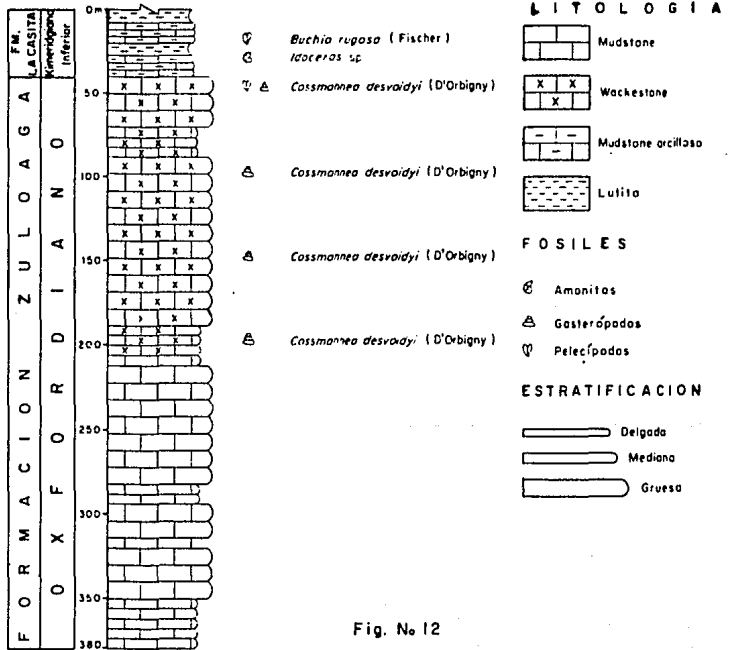 FM. LA CASITA
Kimeridgiano Inferior
FORMACION ZULOAGA
OXFORDIANO
0m
50
100
150
200
250
300
350
380
Buchia rugosa (Fischer)
Idoceras sp
Cossmannea desvoidyi (D'Orbigny)
Cossmannea desvoidyi (D'Orbigny)
Cossmannea desvoidyi (D'Orbigny)
Cossmannea desvoidyi (D'Orbigny)
LITOLOGÍA
Mudstone
Wackestone
Mudstone arcilloso
Lutita
FOSILES
Amonitas
Gasterópodos
Pelecípodos
ESTRATIFICACION
Delgada
Mediana
Gruesa
Fig. No 12